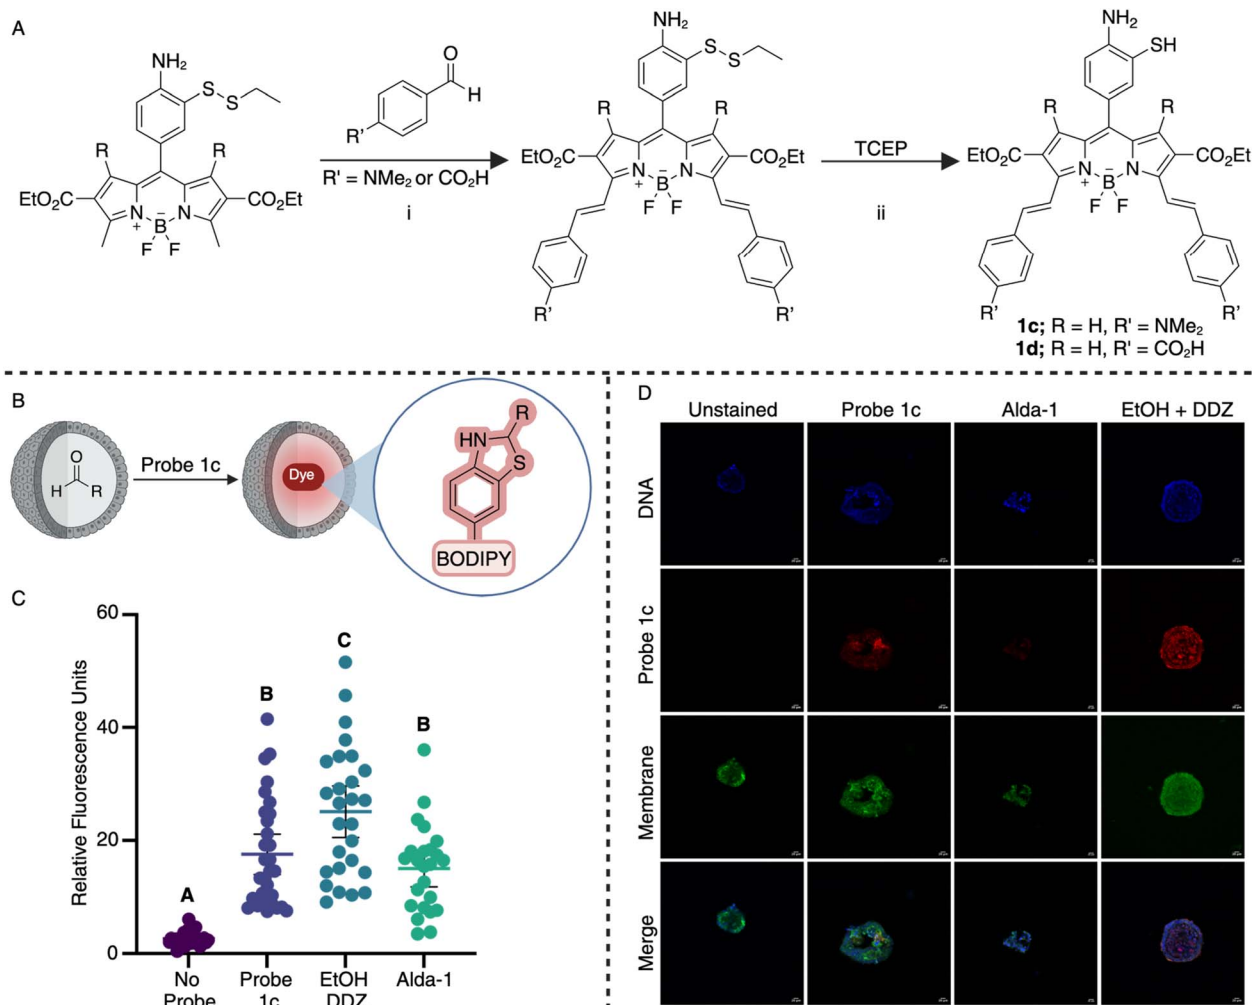 A
NH₂
S
S
R
R
EtO₂C
CO₂Et
N
N
+
B
−
F
F
O
H
R'
R' = NMe₂ or CO₂H
i
NH₂
S
S
R
R
EtO₂C
CO₂Et
N
N
+
B
−
F
F
R'
R'
TCEP
ii
NH₂
SH
R
R
EtO₂C
CO₂Et
N
N
+
B
−
F
F
R'
R'
1c; R = H, R' = NMe₂
1d; R = H, R' = CO₂H
B
O
H
R
Probe 1c
Dye
R
HN
S
BODIPY
C
Relative Fluorescence Units
60
40
20
0
A
B
C
B
No
Probe
Probe
1c
EtOH
DDZ
Alda-1
D
Unstained
Probe 1c
Alda-1
EtOH + DDZ
DNA
Probe 1c
Membrane
Merge